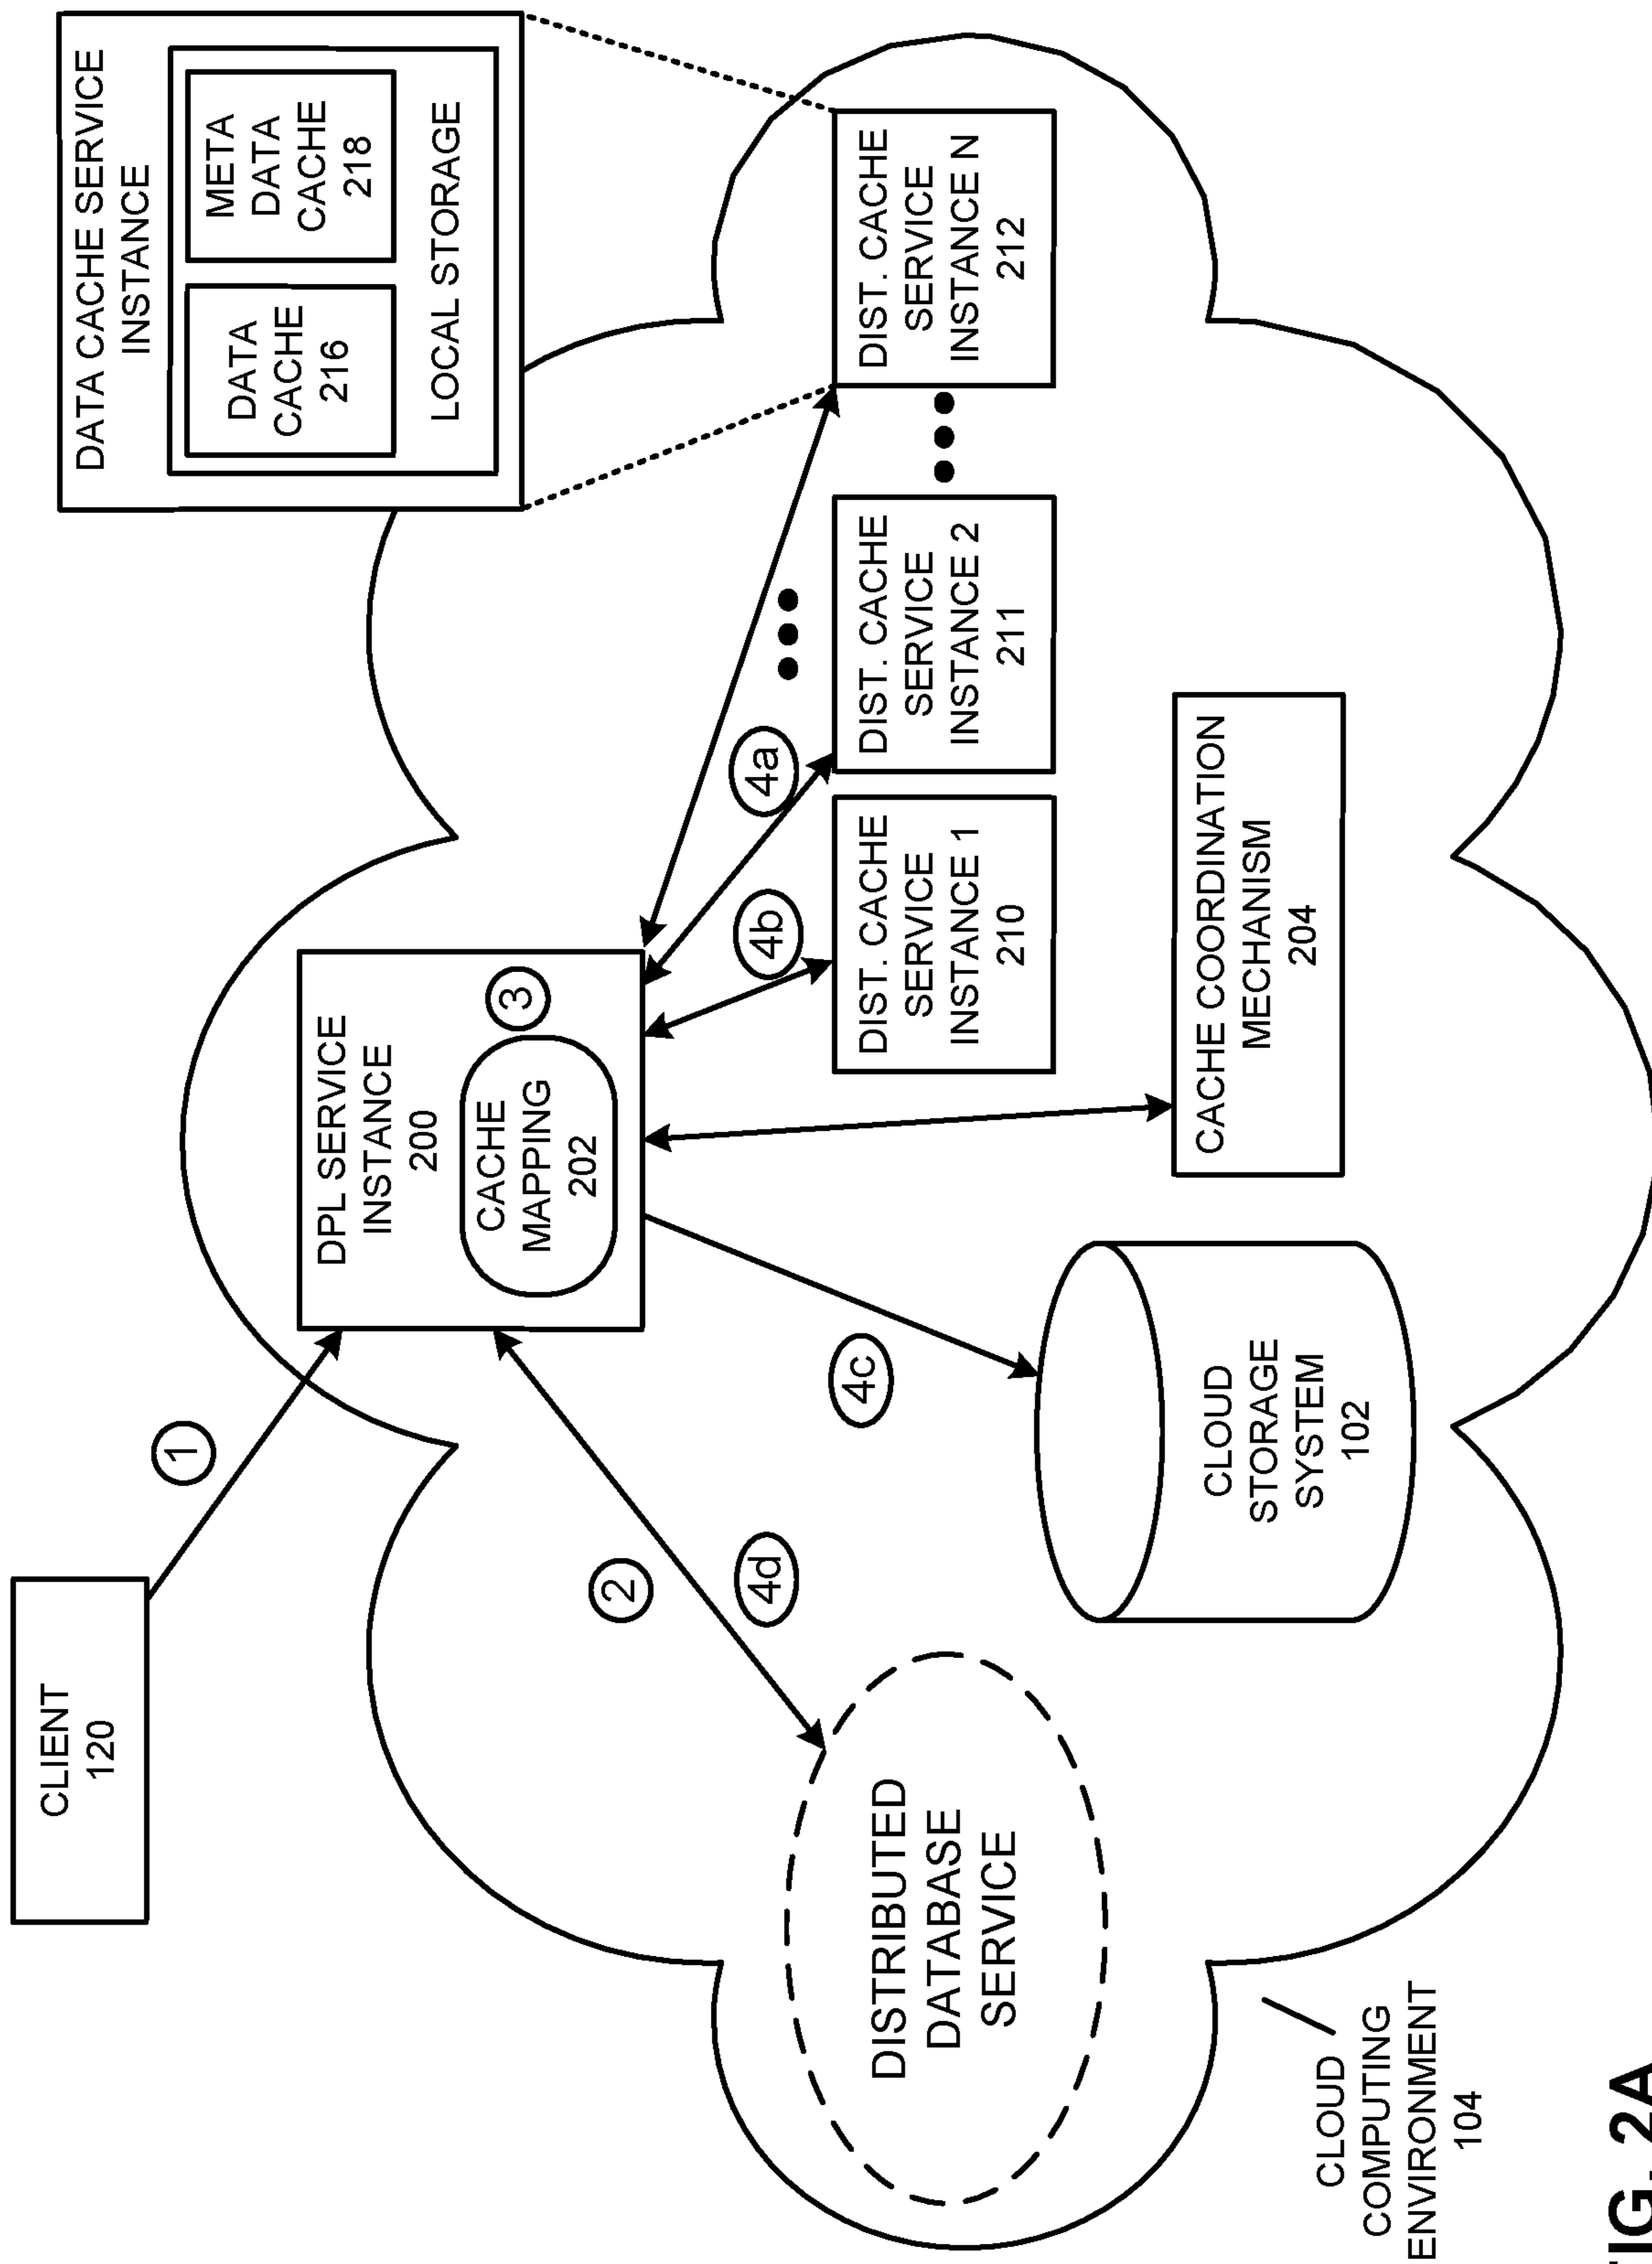 CLIENT
120
1
DATA CACHE SERVICE
INSTANCE
DATA
CACHE
216
META
DATA
CACHE
218
LOCAL STORAGE
DPL SERVICE
INSTANCE
200
3
CACHE
MAPPING
202
2
4d
4c
4b
4a
DISTRIBUTED
DATABASE
SERVICE
DIST. CACHE
SERVICE
INSTANCE 1
210
DIST. CACHE
SERVICE
INSTANCE 2
211
DIST. CACHE
SERVICE
INSTANCE N
212
CLOUD
STORAGE
SYSTEM
102
CACHE COORDINATION
MECHANISM
204
CLOUD
COMPUTING
ENVIRONMENT
104
FIG. 2A